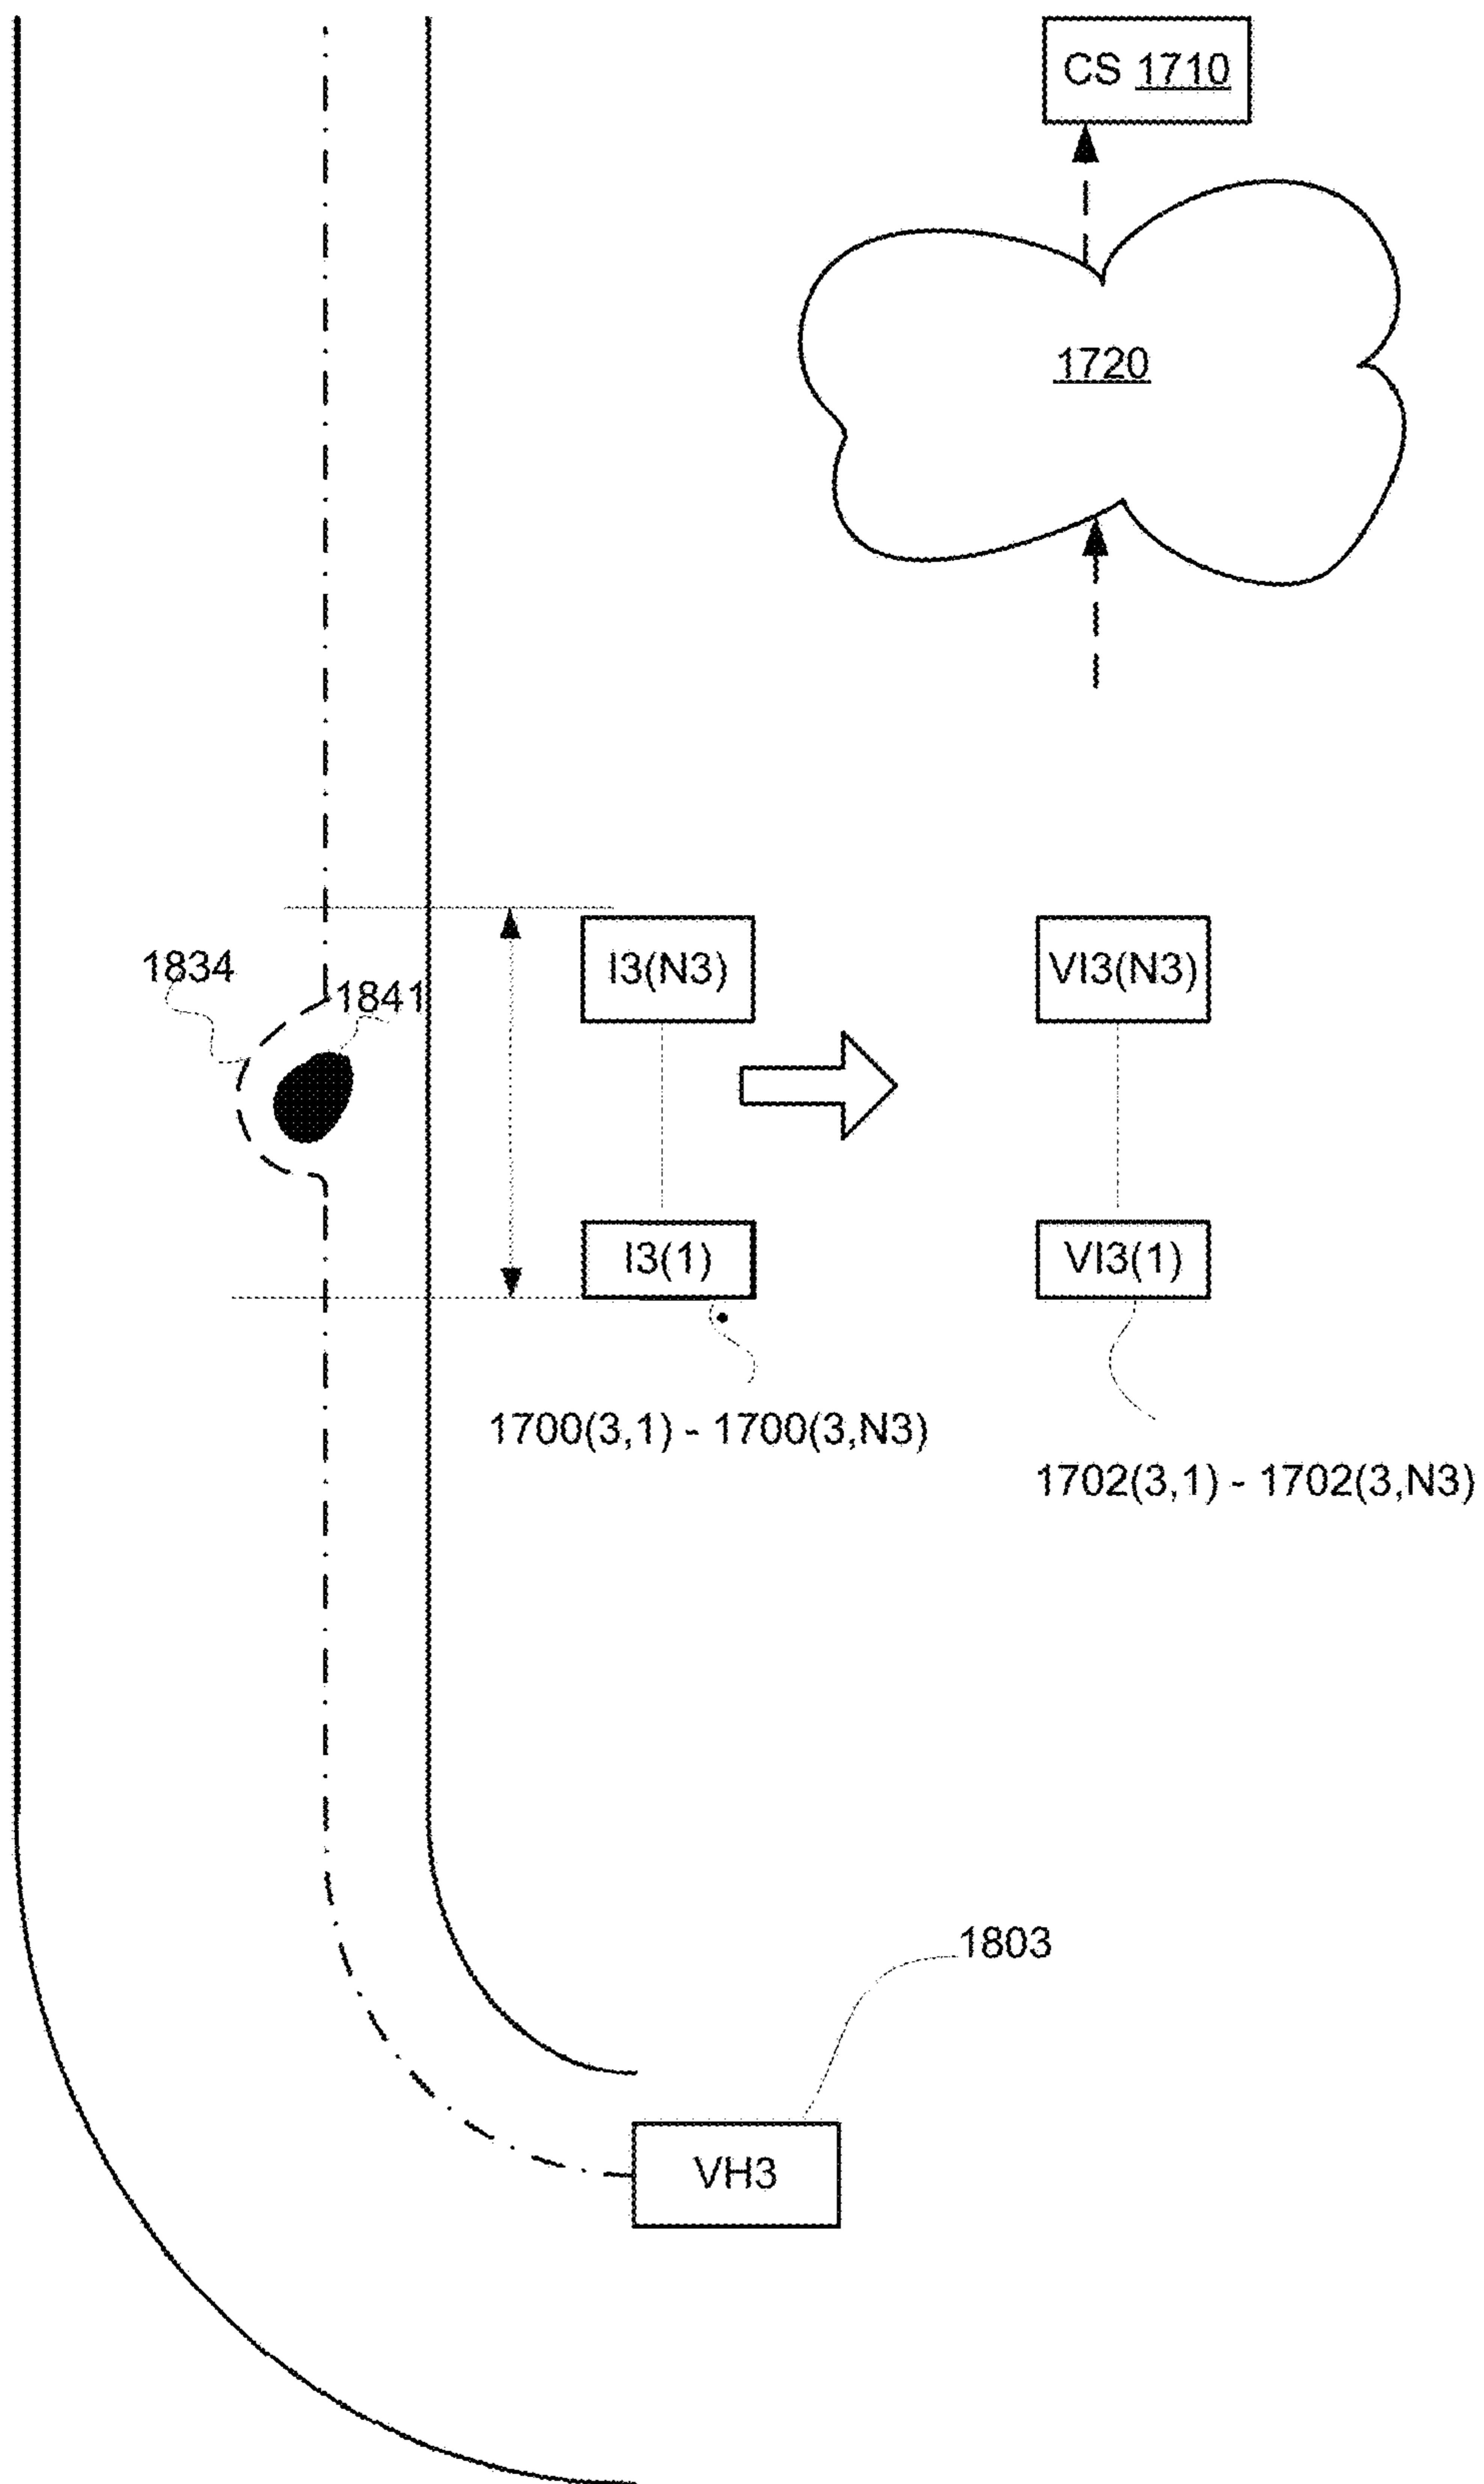 CS 1710
1720
1834
1841
I3(N3)
VI3(N3)
I3(1)
VI3(1)
1700(3,1) - 1700(3,N3)
1702(3,1) - 1702(3,N3)
1803
VH3